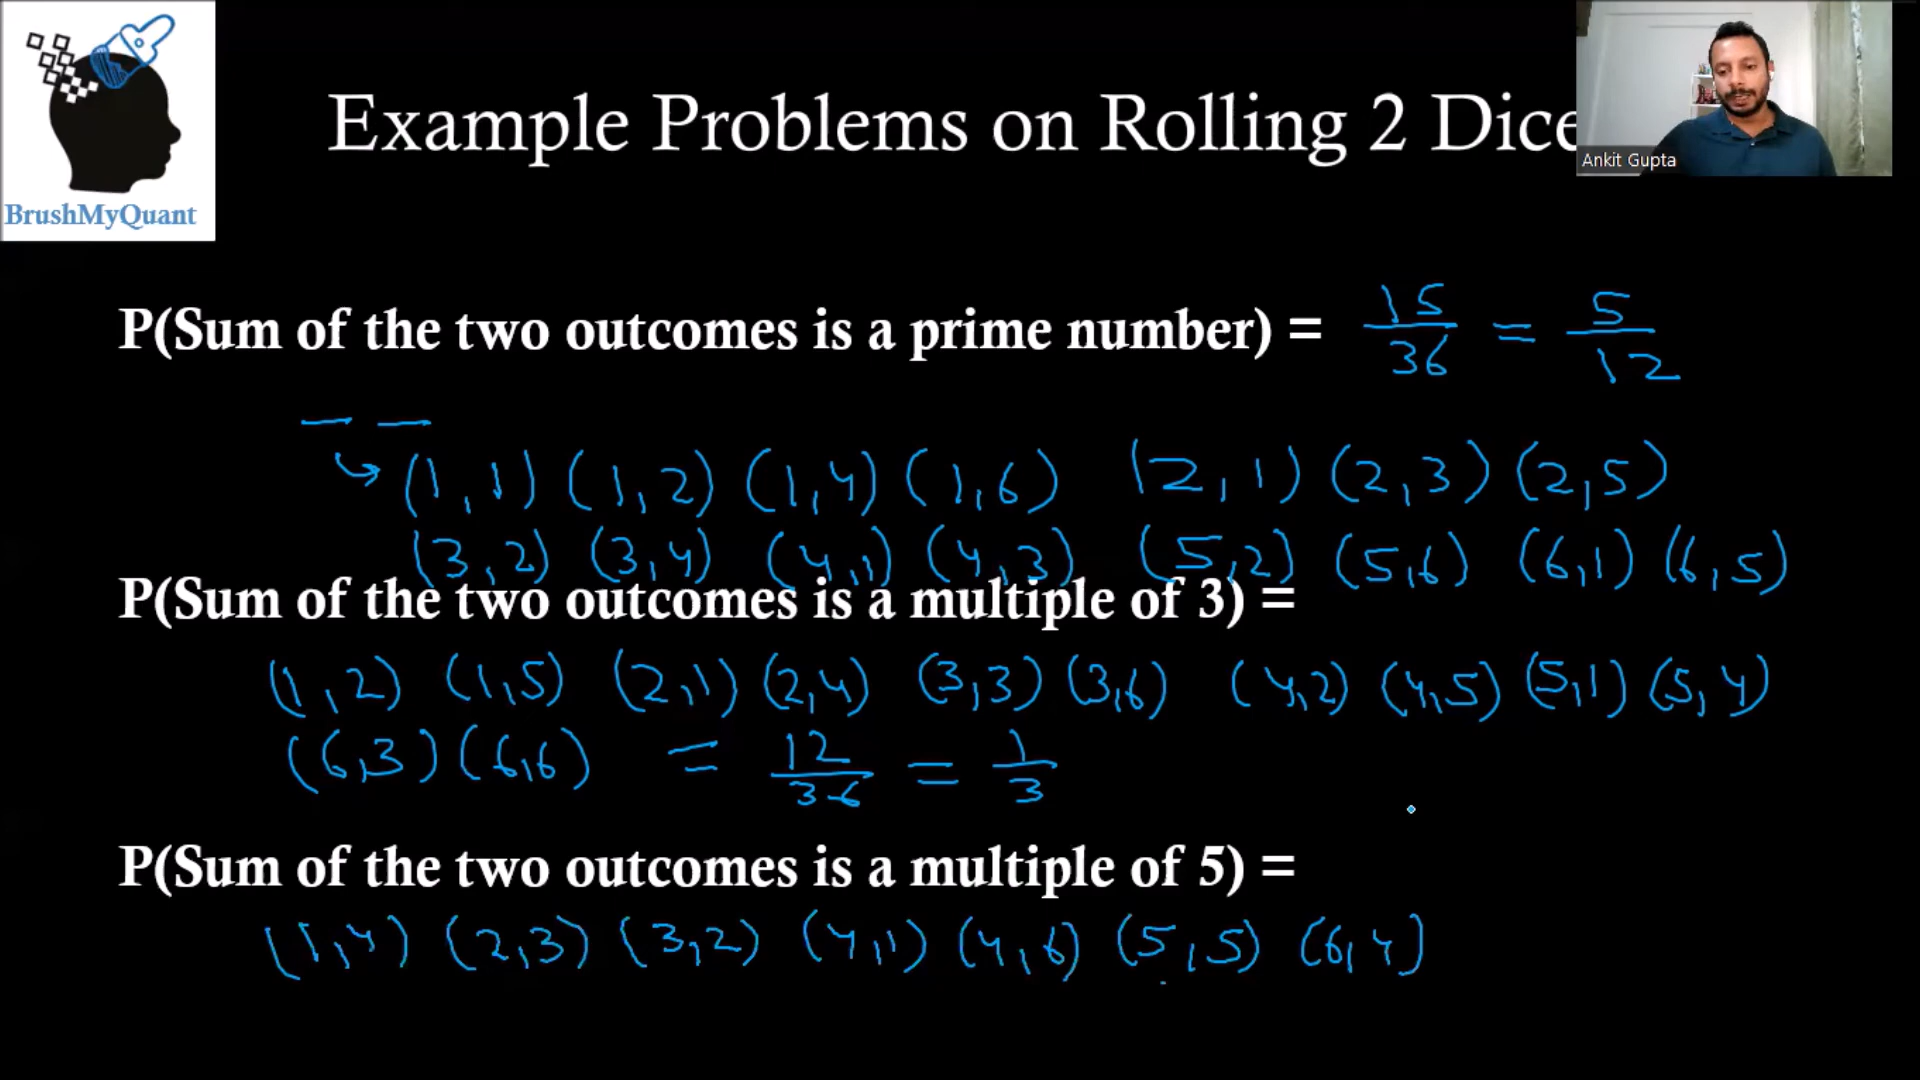 BrushMyQuant
Example Problems on Rolling 2 Dice
Ankit Gupta
P(Sum of the two outcomes is a prime number) = 15/36 = 5/12
(1,1) (1,2) (1,4) (1,6) (2,1) (2,3) (2,5)
(3,2) (3,4) (4,1) (4,3) (5,2) (5,6) (6,1) (6,5)
P(Sum of the two outcomes is a multiple of 3) =
(1,2) (1,5) (2,1) (2,4) (3,3) (3,6) (4,2) (4,5) (5,1) (5,4)
(6,3) (6,6) = 12/36 = 1/3
P(Sum of the two outcomes is a multiple of 5) =
(1,4) (2,3) (3,2) (4,1) (4,6) (5,5) (6,4)